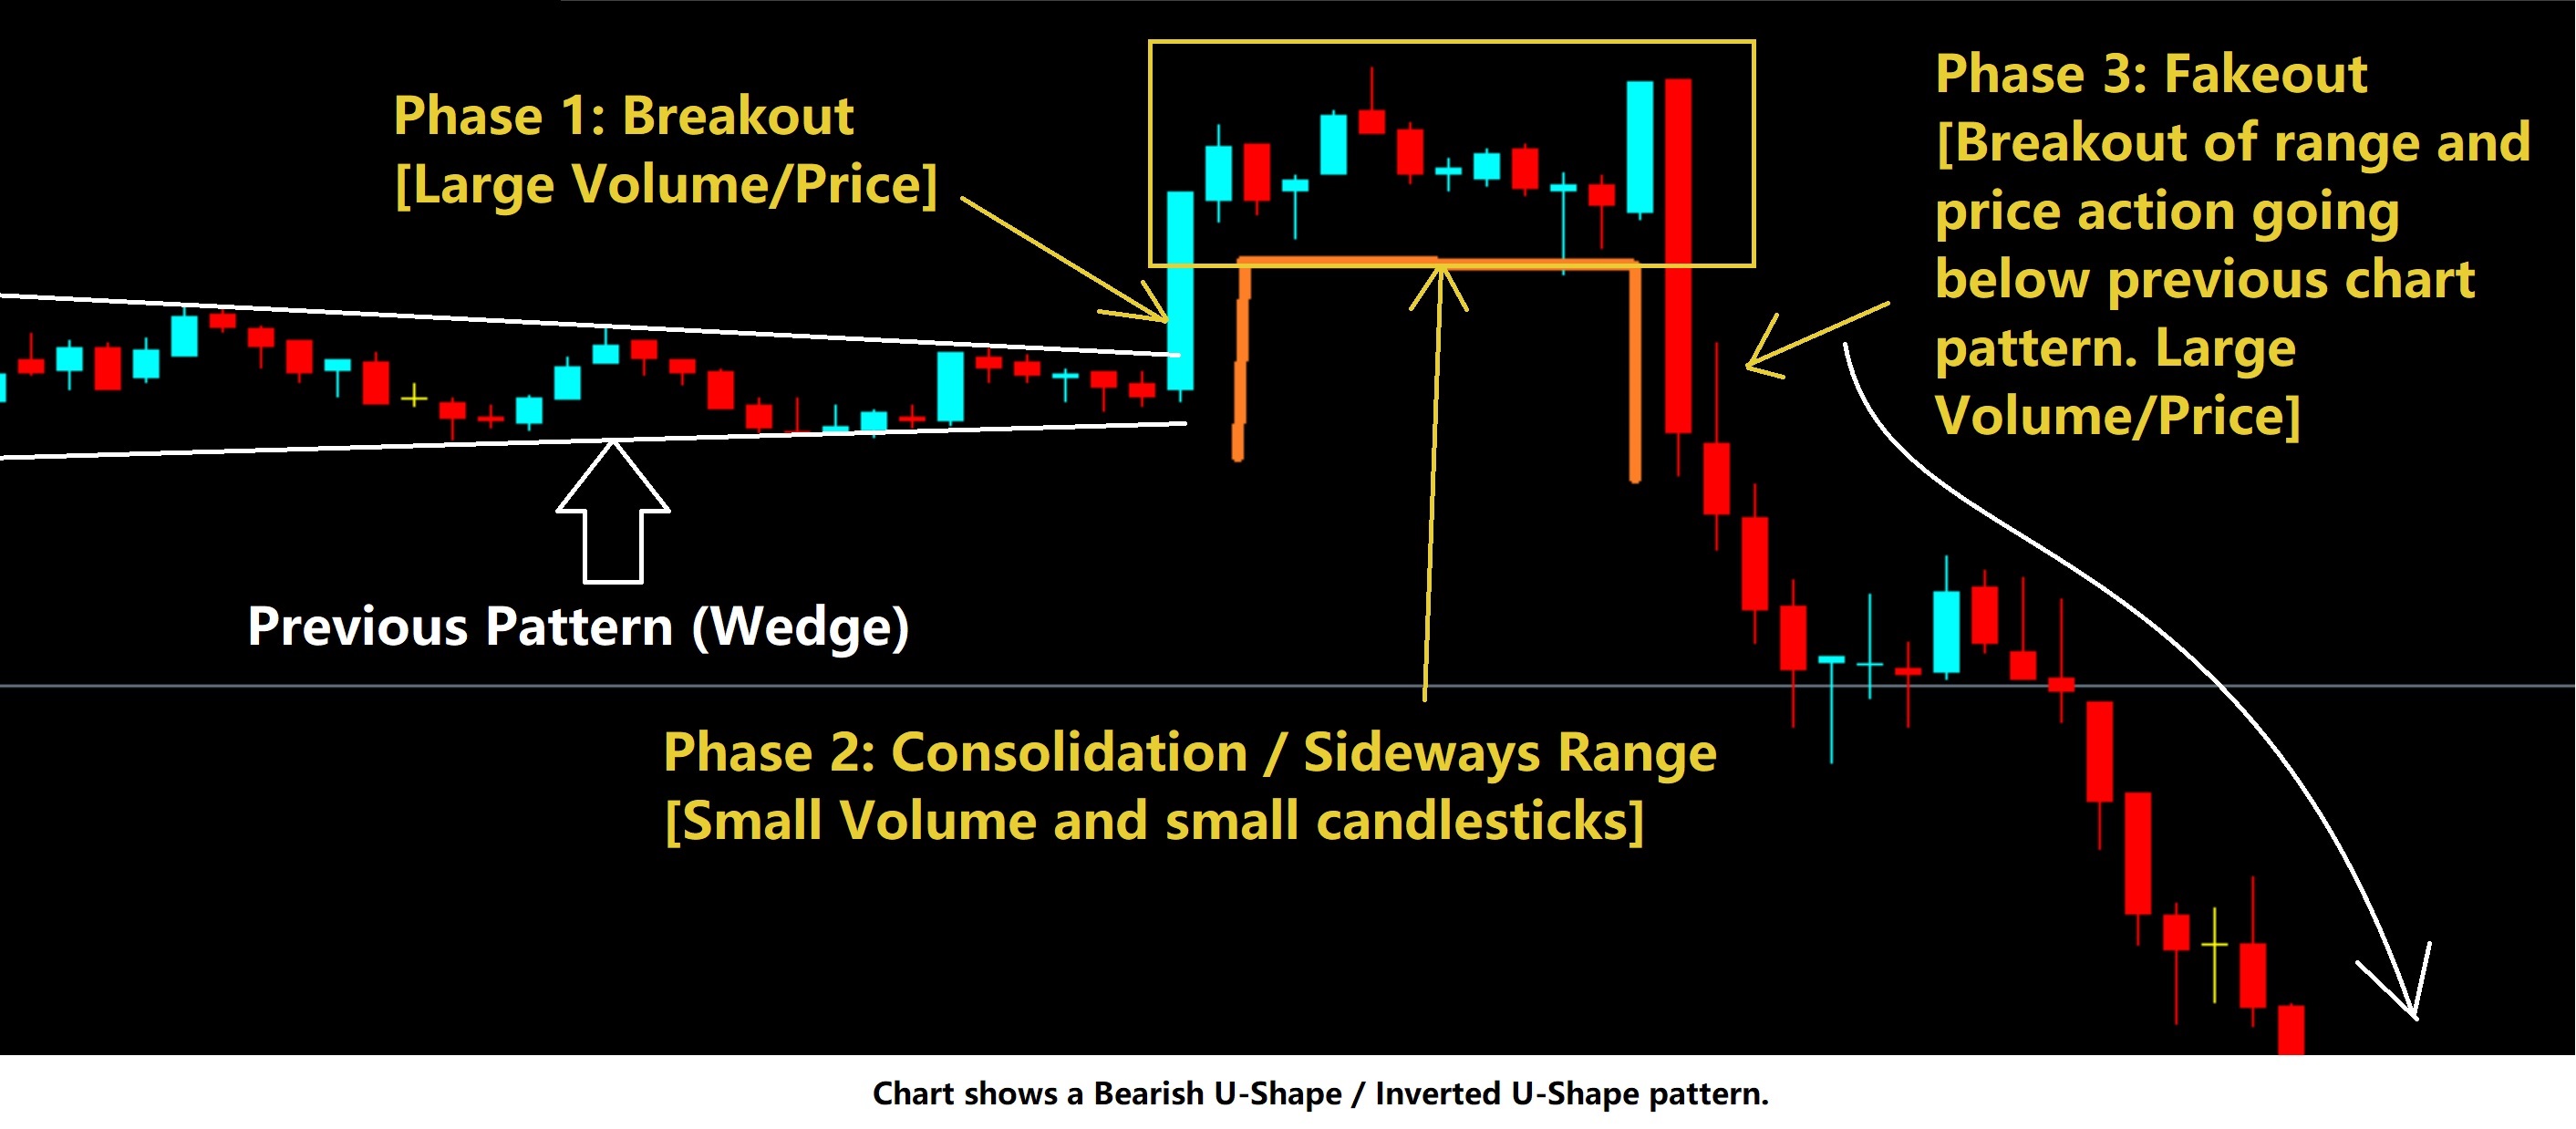 Phase 1: Breakout
[Large Volume/Price]
Phase 3: Fakeout
[Breakout of range and
price action going
below previous chart
pattern. Large
Volume/Price]
Previous Pattern (Wedge)
Phase 2: Consolidation / Sideways Range
[Small Volume and small candlesticks]
Chart shows a Bearish U-Shape / Inverted U-Shape pattern.